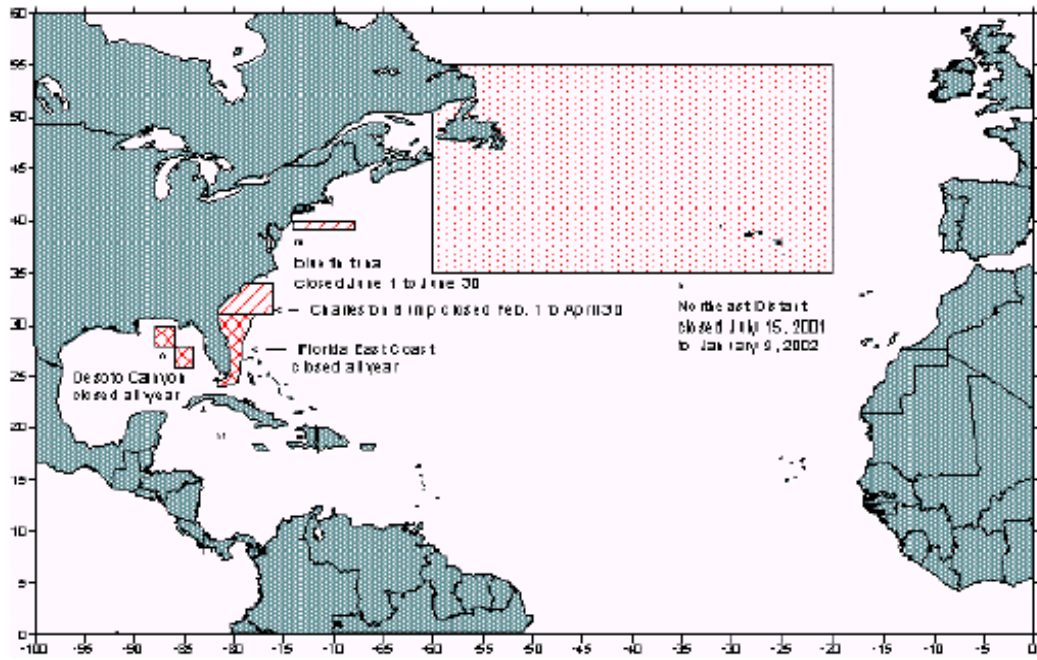 60
55
50
45
40
35
30
25
20
15
10
5
0
Bluefin tuna
closed June 1 to June 30
Charleston Bump closed Feb. 1 to April 30
Northeast Distant
closed July 15, 2001
to January 9, 2002
Florida East Coast
closed all year
Desoto Canyon
closed all year
-100 -95 -90 -85 -80 -75 -70 -65 -60 -55 -50 -45 -40 -35 -30 -25 -20 -15 -10 -5 0